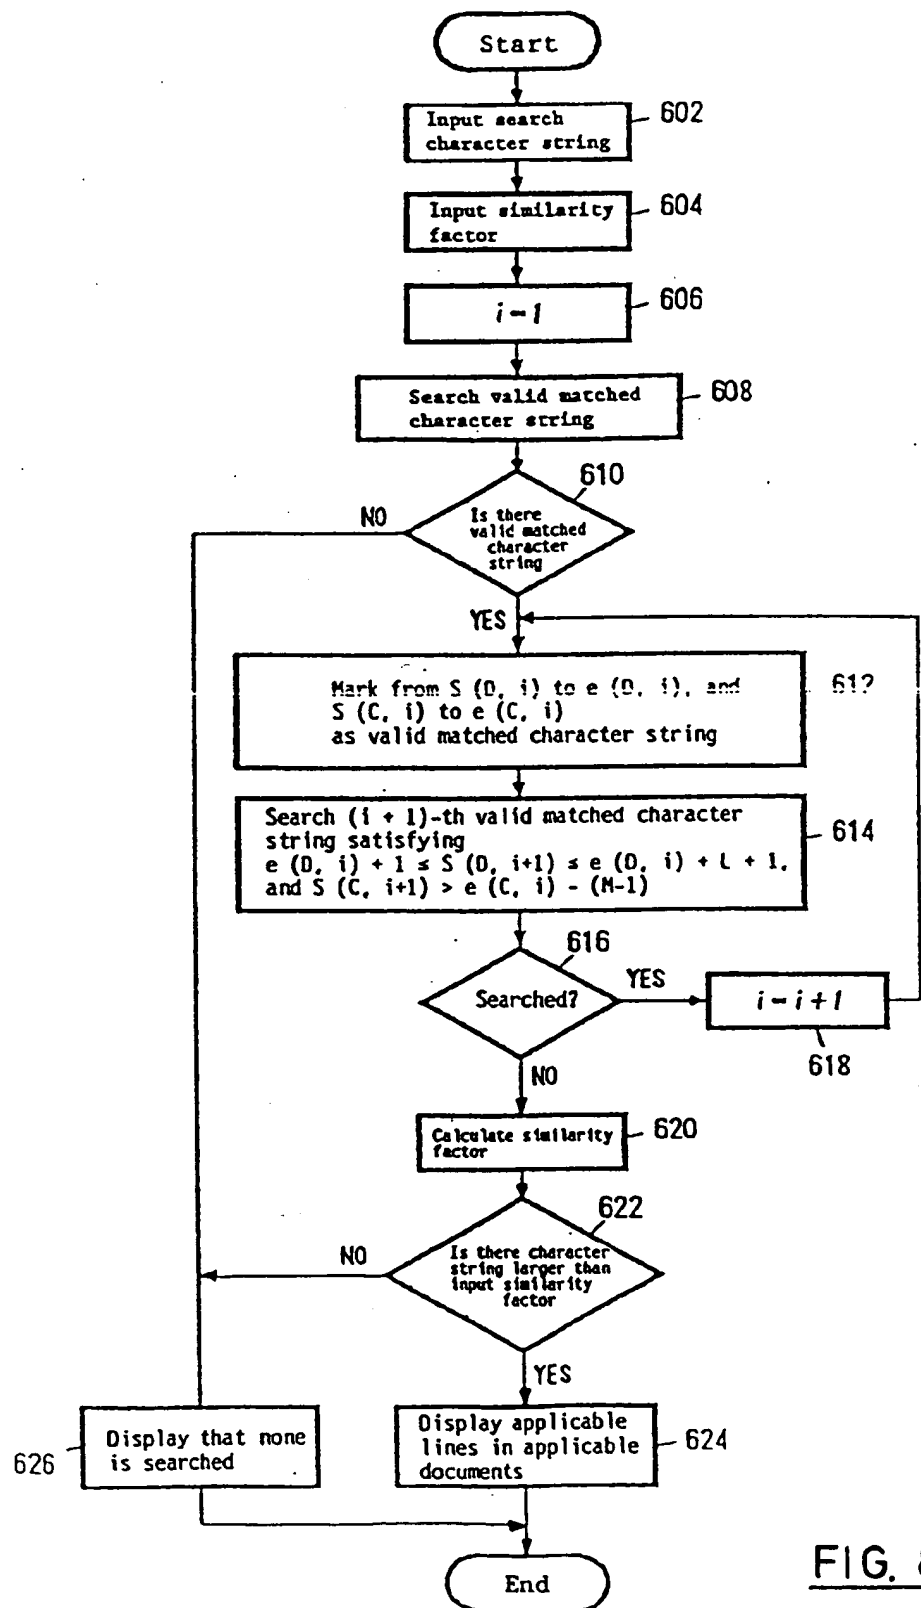 Start
Input search
character string
602
Input similarity
factor
604
i-1
606
Search valid matched
character string
608
610
Is there
valid matched
character
string
NO
YES
Mark from S (D, i) to e (D, i), and
S (C, i) to e (C, i)
as valid matched character string
612
Search (i + 1)-th valid matched character
string satisfying
e (D, i) + 1 ≤ S (D, i+1) ≤ e (D, i) + L + 1,
and S (C, i+1) > e (C, i) - (M-1)
614
616
Searched?
YES
i-i+1
618
NO
Calculate similarity
factor
620
622
Is there character
string larger than
input similarity
factor
NO
YES
Display that none
is searched
626
Display applicable
lines in applicable
documents
624
End
FIG.